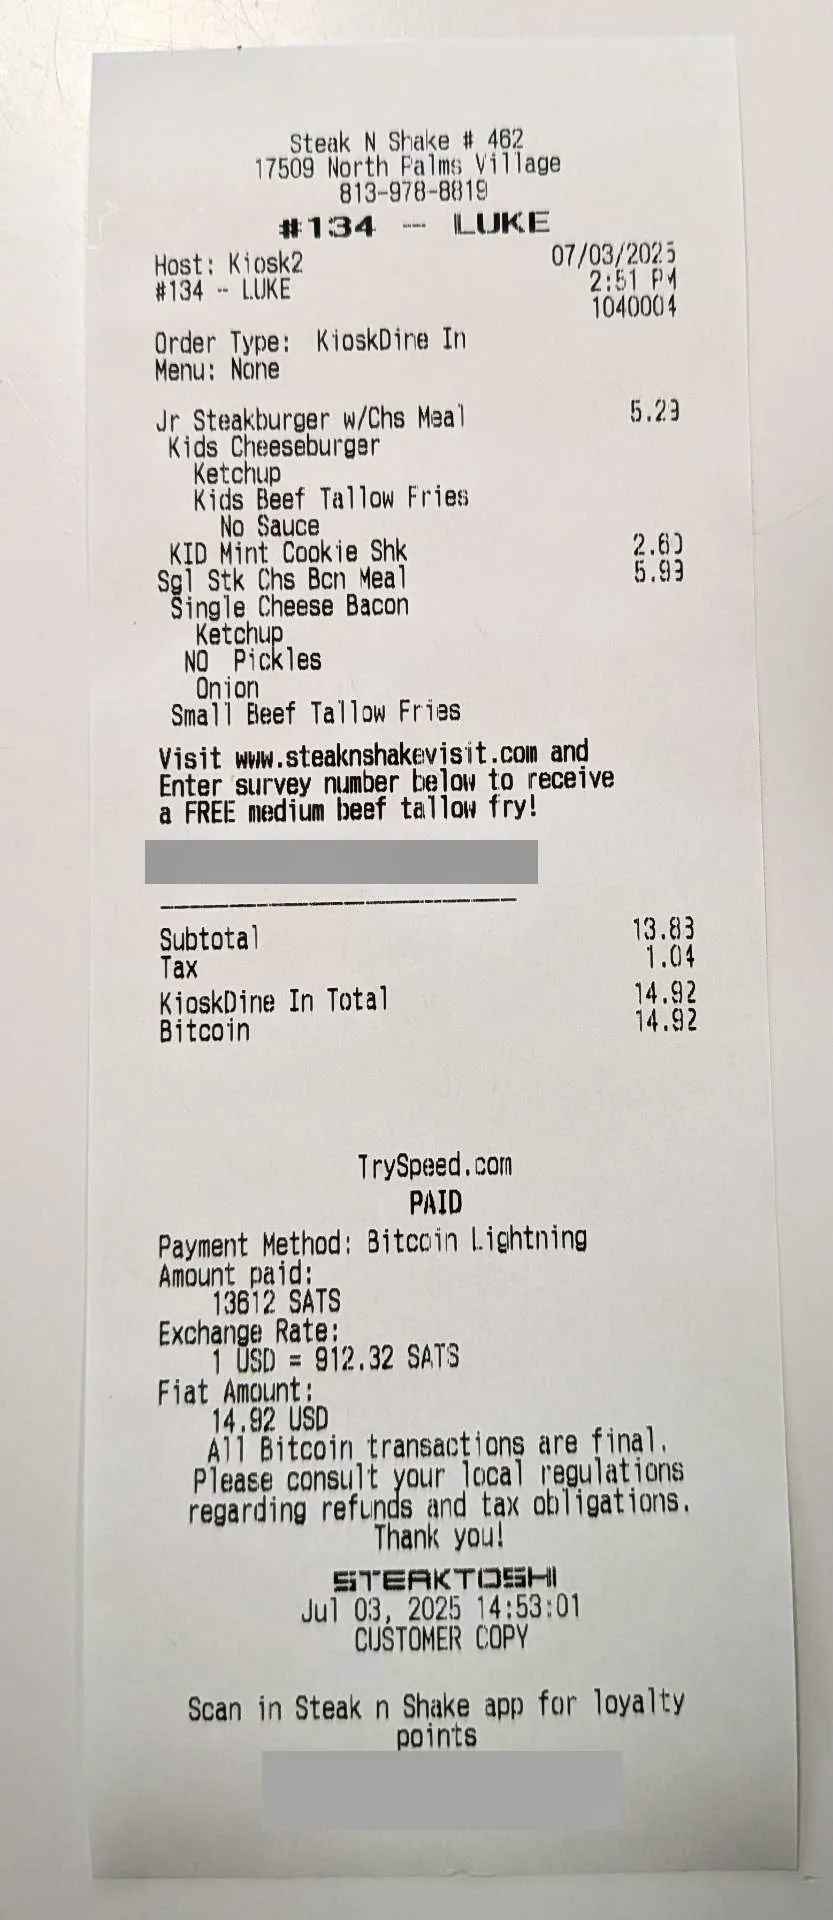 Steak N Shake # 462
17509 North Palms Village
813-978-8819
#134 -- LUKE
Host: Kiosk2 07/03/2025
#134 -- LUKE 2:51 PM
1040004
Order Type: KioskDine In
Menu: None
Jr Steakburger w/Chs Meal 5.29
Kids Cheeseburger
Ketchup
Kids Beef Tallow Fries
No Sauce
KID Mint Cookie Shk 2.60
Sgl Stk Chs Bcn Meal 5.99
Single Cheese Bacon
Ketchup
NO Pickles
Onion
Small Beef Tallow Fries
Visit www.steaknshakevisit.com and
Enter survey number below to receive
a FREE medium beef tallow fry!
Subtotal 13.88
Tax 1.04
KioskDine In Total 14.92
Bitcoin 14.92
TrySpeed.com
PAID
Payment Method: Bitcoin Lightning
Amount paid:
13612 SATS
Exchange Rate:
1 USD = 912.32 SATS
Fiat Amount:
14.92 USD
All Bitcoin transactions are final.
Please consult your local regulations
regarding refunds and tax obligations.
Thank you!
STEAKTOSHI
Jul 03, 2025 14:53:01
CUSTOMER COPY
Scan in Steak n Shake app for loyalty
points